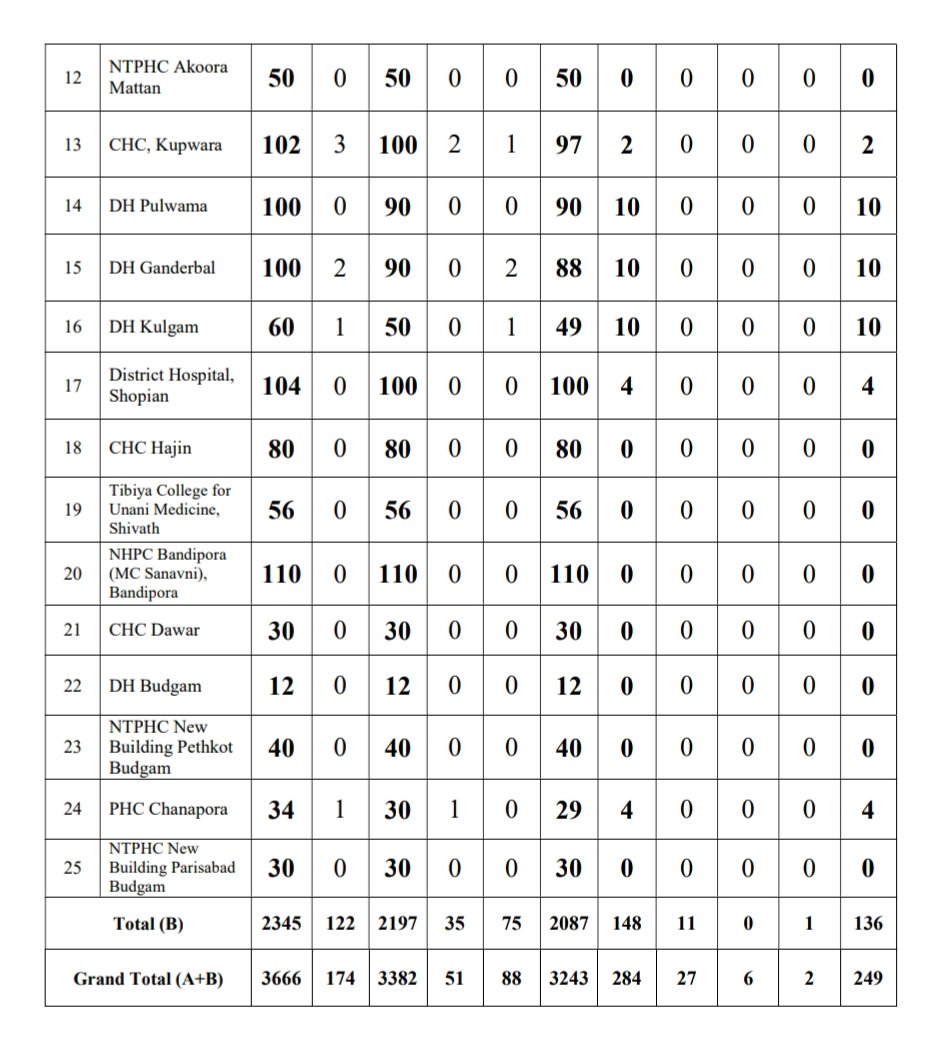 12 NTPHC Akoora Mattan 50 0 50 0 0 50 0 0 0 0 0
13 CHC, Kupwara 102 3 100 2 1 97 2 0 0 0 2
14 DH Pulwama 100 0 90 0 0 90 10 0 0 0 10
15 DH Ganderbal 100 2 90 0 2 88 10 0 0 0 10
16 DH Kulgam 60 1 50 0 1 49 10 0 0 0 10
17 District Hospital, Shopian 104 0 100 0 0 100 4 0 0 0 4
18 CHC Hajin 80 0 80 0 0 80 0 0 0 0 0
19 Tibiya College for Unani Medicine, Shivath 56 0 56 0 0 56 0 0 0 0 0
20 NHPC Bandipora (MC Sanavni), Bandipora 110 0 110 0 0 110 0 0 0 0 0
21 CHC Dawar 30 0 30 0 0 30 0 0 0 0 0
22 DH Budgam 12 0 12 0 0 12 0 0 0 0 0
23 NTPHC New Building Pethkot Budgam 40 0 40 0 0 40 0 0 0 0 0
24 PHC Chanapora 34 1 30 1 0 29 4 0 0 0 4
25 NTPHC New Building Parisabad Budgam 30 0 30 0 0 30 0 0 0 0 0
Total (B) 2345 122 2197 35 75 2087 148 11 0 1 136
Grand Total (A+B) 3666 174 3382 51 88 3243 284 27 6 2 249